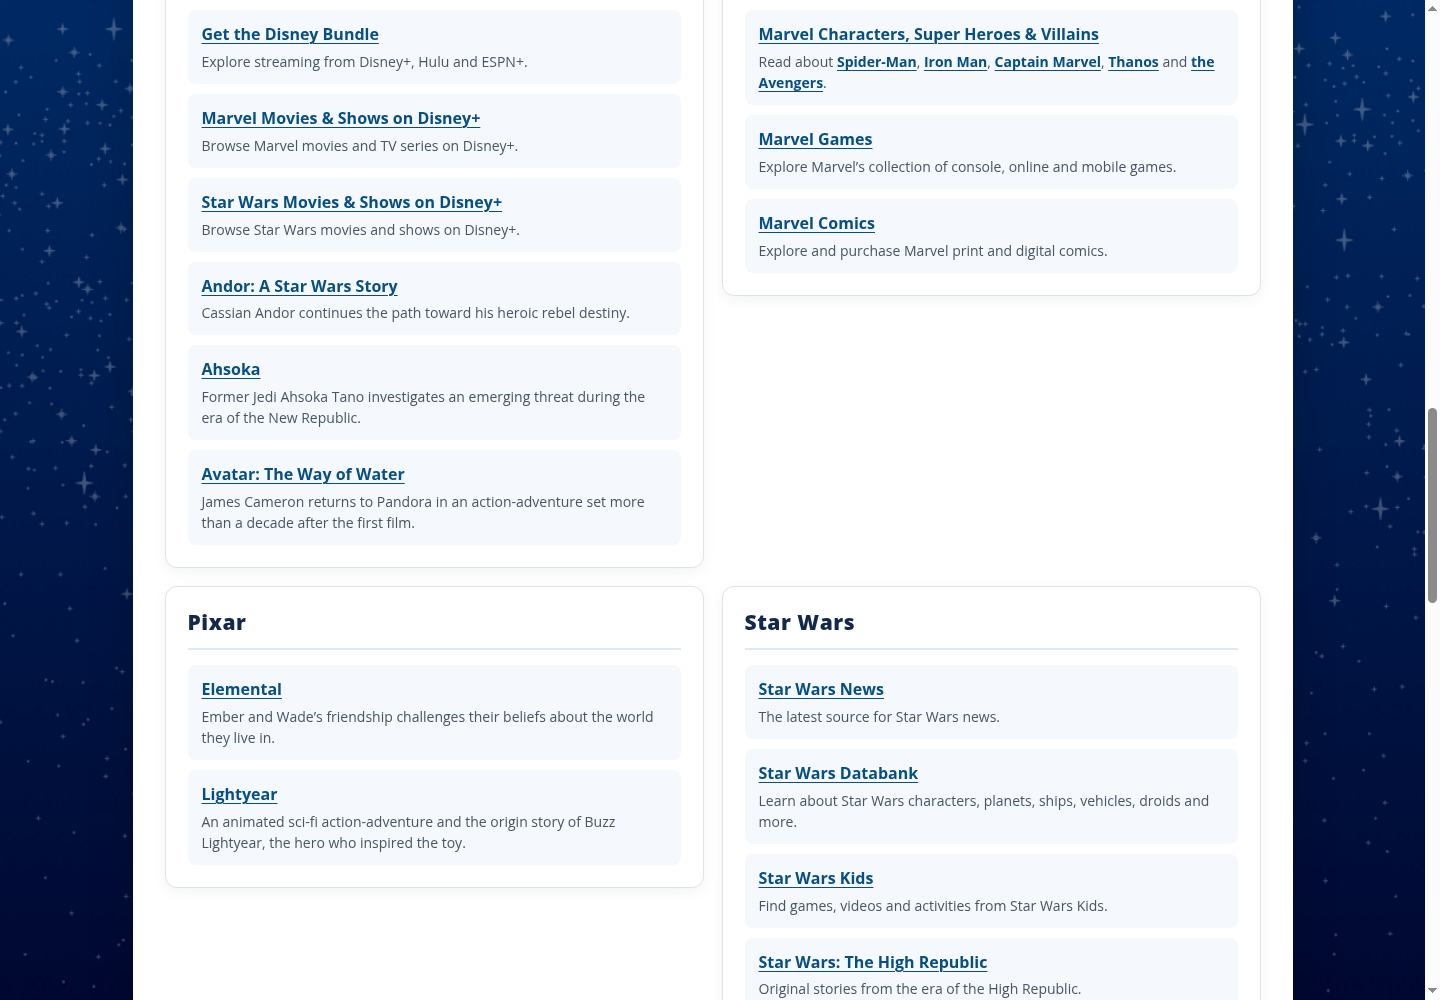 Get the Disney Bundle
Explore streaming from Disney+, Hulu and ESPN+.
Marvel Movies & Shows on Disney+
Browse Marvel movies and TV series on Disney+.
Star Wars Movies & Shows on Disney+
Browse Star Wars movies and shows on Disney+.
Andor: A Star Wars Story
Cassian Andor continues the path toward his heroic rebel destiny.
Ahsoka
Former Jedi Ahsoka Tano investigates an emerging threat during the
era of the New Republic.
Avatar: The Way of Water
James Cameron returns to Pandora in an action-adventure set more
than a decade after the first film.
Marvel Characters, Super Heroes & Villains
Read about Spider-Man, Iron Man, Captain Marvel, Thanos and the
Avengers.
Marvel Games
Explore Marvel’s collection of console, online and mobile games.
Marvel Comics
Explore and purchase Marvel print and digital comics.
Pixar
Elemental
Ember and Wade’s friendship challenges their beliefs about the world
they live in.
Lightyear
An animated sci-fi action-adventure and the origin story of Buzz
Lightyear, the hero who inspired the toy.
Star Wars
Star Wars News
The latest source for Star Wars news.
Star Wars Databank
Learn about Star Wars characters, planets, ships, vehicles, droids and
more.
Star Wars Kids
Find games, videos and activities from Star Wars Kids.
Star Wars: The High Republic
Original stories from the era of the High Republic.